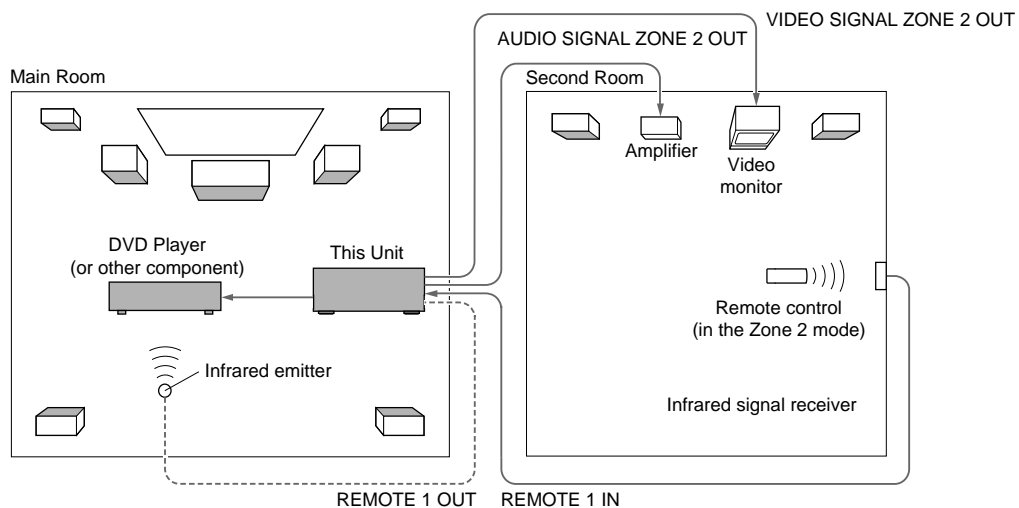 VIDEO SIGNAL ZONE 2 OUT
AUDIO SIGNAL ZONE 2 OUT
Main Room
Second Room
Amplifier
Video
monitor
DVD Player
(or other component)
This Unit
Remote control
(in the Zone 2 mode)
Infrared emitter
Infrared signal receiver
REMOTE 1 OUT
REMOTE 1 IN